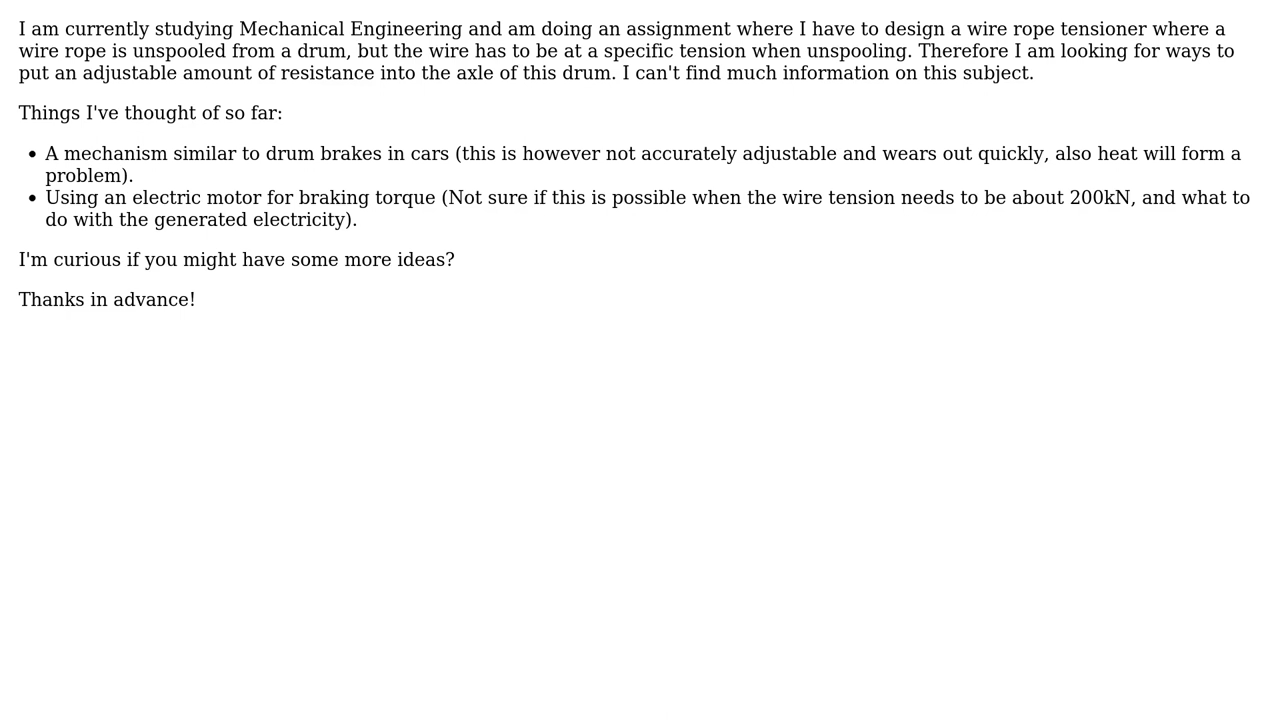 I am currently studying Mechanical Engineering and am doing an assignment where I have to design a wire rope tensioner where a
wire rope is unspooled from a drum, but the wire has to be at a specific tension when unspooling. Therefore I am looking for ways to
put an adjustable amount of resistance into the axle of this drum. I can't find much information on this subject.
Things I've thought of so far:
• A mechanism similar to drum brakes in cars (this is however not accurately adjustable and wears out quickly, also heat will form a
problem).
• Using an electric motor for braking torque (Not sure if this is possible when the wire tension needs to be about 200kN, and what to
do with the generated electricity).
I'm curious if you might have some more ideas?
Thanks in advance!